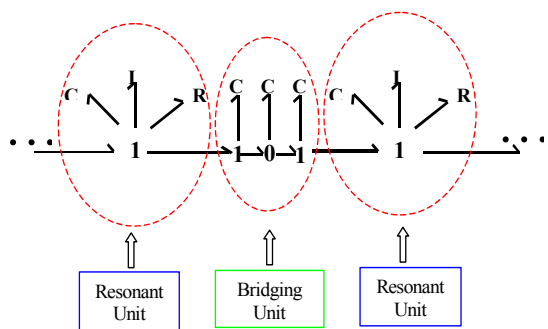 I
C
R
C C C
I
C
R
• • • 1 1 0 1 1 • • •
Resonant
Unit
Bridging
Unit
Resonant
Unit